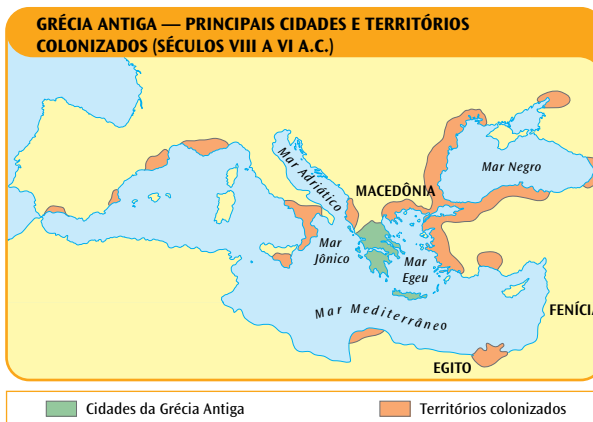 GRÉCIA ANTIGA — PRINCIPAIS CIDADES E TERRITÓRIOS
COLONIZADOS (SÉCULOS VIII A VI A.C.)
Mar Adriático
Mar Negro
MACEDÔNIA
Mar
Jônico
Mar
Egeu
Mar Mediterrâneo
FENÍCIA
EGITO
Cidades da Grécia Antiga
Territórios colonizados